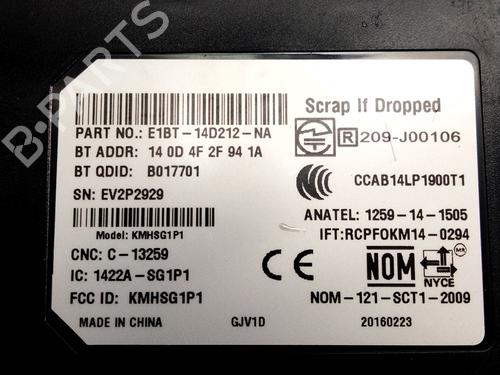 B-PARTS
Scrap If Dropped
PART NO.: E1BT-14D212-NA
R 209-J00106
BT ADDR: 14 0D 4F 2F 94 1A
BT QDID: B017701
CCAB14LP1900T1
SN: EV2P2929
ANATEL: 1259-14-1505
Model: KMHSG1P1
IFT:RCPFOKM14-0294
CNC: C-13259
IC: 1422A-SG1P1
CE
NOM
MR
NYCE
FCC ID: KMHSG1P1
NOM-121-SCT1-2009
MADE IN CHINA
GJV1D
20160223